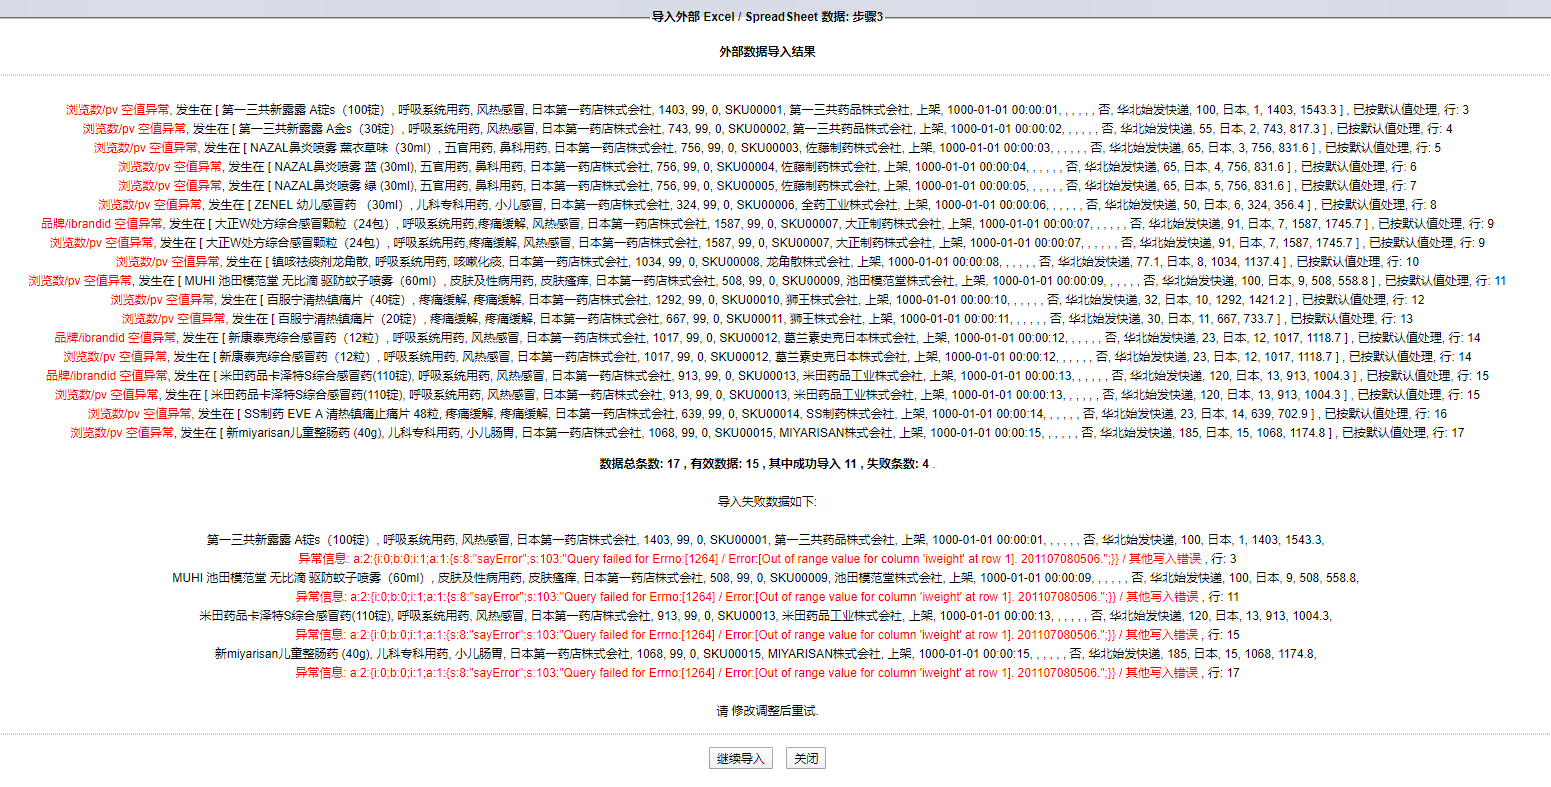 导入外部 Excel / SpreadSheet 数据: 步骤3
外部数据导入结果
浏览数/pv 空值异常, 发生在 [ 第一三共新露露 A锭s（100锭）, 呼吸系统用药, 风热感冒, 日本第一药店株式会社, 1403, 99, 0, SKU00001, 第一三共药品株式会社, 上架, 1000-01-01 00:00:01, , , , , , 否, 华北始发快递, 100, 日本, 1, 1403, 1543.3 ] , 已按默认值处理, 行: 3
浏览数/pv 空值异常, 发生在 [ 第一三共新露露 A金s（30锭）, 呼吸系统用药, 风热感冒, 日本第一药店株式会社, 743, 99, 0, SKU00002, 第一三共药品株式会社, 上架, 1000-01-01 00:00:02, , , , , , 否, 华北始发快递, 55, 日本, 2, 743, 817.3 ] , 已按默认值处理, 行: 4
浏览数/pv 空值异常, 发生在 [ NAZAL鼻炎喷雾 薰衣草味（30ml）, 五官用药, 鼻科用药, 日本第一药店株式会社, 756, 99, 0, SKU00003, 佐藤制药株式会社, 上架, 1000-01-01 00:00:03, , , , , , 否, 华北始发快递, 65, 日本, 3, 756, 831.6 ] , 已按默认值处理, 行: 5
浏览数/pv 空值异常, 发生在 [ NAZAL鼻炎喷雾 蓝 (30ml), 五官用药, 鼻科用药, 日本第一药店株式会社, 756, 99, 0, SKU00004, 佐藤制药株式会社, 上架, 1000-01-01 00:00:04, , , , , , 否, 华北始发快递, 65, 日本, 4, 756, 831.6 ] , 已按默认值处理, 行: 6
浏览数/pv 空值异常, 发生在 [ NAZAL鼻炎喷雾 绿 (30ml), 五官用药, 鼻科用药, 日本第一药店株式会社, 756, 99, 0, SKU00005, 佐藤制药株式会社, 上架, 1000-01-01 00:00:05, , , , , , 否, 华北始发快递, 65, 日本, 5, 756, 831.6 ] , 已按默认值处理, 行: 7
浏览数/pv 空值异常, 发生在 [ ZENEL 幼儿感冒药 （30ml）, 儿科专科用药, 小儿感冒, 日本第一药店株式会社, 324, 99, 0, SKU00006, 全药工业株式会社, 上架, 1000-01-01 00:00:06, , , , , , 否, 华北始发快递, 50, 日本, 6, 324, 356.4 ] , 已按默认值处理, 行: 8
品牌/ibrandid 空值异常, 发生在 [ 大正W处方综合感冒颗粒（24包）, 呼吸系统用药,疼痛缓解, 风热感冒, 日本第一药店株式会社, 1587, 99, 0, SKU00007, 大正制药株式会社, 上架, 1000-01-01 00:00:07, , , , , , 否, 华北始发快递, 91, 日本, 7, 1587, 1745.7 ] , 已按默认值处理, 行: 9
浏览数/pv 空值异常, 发生在 [ 大正W处方综合感冒颗粒（24包）, 呼吸系统用药,疼痛缓解, 风热感冒, 日本第一药店株式会社, 1587, 99, 0, SKU00007, 大正制药株式会社, 上架, 1000-01-01 00:00:07, , , , , , 否, 华北始发快递, 91, 日本, 7, 1587, 1745.7 ] , 已按默认值处理, 行: 9
浏览数/pv 空值异常, 发生在 [ 镇咳祛痰剂龙角散, 呼吸系统用药, 咳嗽化痰, 日本第一药店株式会社, 1034, 99, 0, SKU00008, 龙角散株式会社, 上架, 1000-01-01 00:00:08, , , , , , 否, 华北始发快递, 77.1, 日本, 8, 1034, 1137.4 ] , 已按默认值处理, 行: 10
浏览数/pv 空值异常, 发生在 [ MUHI 池田模范堂 无比滴 驱防蚊子喷雾（60ml）, 皮肤及性病用药, 皮肤瘙痒, 日本第一药店株式会社, 508, 99, 0, SKU00009, 池田模范堂株式会社, 上架, 1000-01-01 00:00:09, , , , , , 否, 华北始发快递, 100, 日本, 9, 508, 558.8 ] , 已按默认值处理, 行: 11
浏览数/pv 空值异常, 发生在 [ 百服宁清热镇痛片（40锭）, 疼痛缓解, 疼痛缓解, 日本第一药店株式会社, 1292, 99, 0, SKU00010, 狮王株式会社, 上架, 1000-01-01 00:00:10, , , , , , 否, 华北始发快递, 32, 日本, 10, 1292, 1421.2 ] , 已按默认值处理, 行: 12
浏览数/pv 空值异常, 发生在 [ 百服宁清热镇痛片（20锭）, 疼痛缓解, 疼痛缓解, 日本第一药店株式会社, 667, 99, 0, SKU00011, 狮王株式会社, 上架, 1000-01-01 00:00:11, , , , , , 否, 华北始发快递, 30, 日本, 11, 667, 733.7 ] , 已按默认值处理, 行: 13
品牌/ibrandid 空值异常, 发生在 [ 新康泰克综合感冒药（12粒）, 呼吸系统用药, 风热感冒, 日本第一药店株式会社, 1017, 99, 0, SKU00012, 葛兰素史克日本株式会社, 上架, 1000-01-01 00:00:12, , , , , , 否, 华北始发快递, 23, 日本, 12, 1017, 1118.7 ] , 已按默认值处理, 行: 14
浏览数/pv 空值异常, 发生在 [ 新康泰克综合感冒药（12粒）, 呼吸系统用药, 风热感冒, 日本第一药店株式会社, 1017, 99, 0, SKU00012, 葛兰素史克日本株式会社, 上架, 1000-01-01 00:00:12, , , , , , 否, 华北始发快递, 23, 日本, 12, 1017, 1118.7 ] , 已按默认值处理, 行: 14
品牌/ibrandid 空值异常, 发生在 [ 米田药品卡泽特S综合感冒药(110锭), 呼吸系统用药, 风热感冒, 日本第一药店株式会社, 913, 99, 0, SKU00013, 米田药品工业株式会社, 上架, 1000-01-01 00:00:13, , , , , , 否, 华北始发快递, 120, 日本, 13, 913, 1004.3 ] , 已按默认值处理, 行: 15
浏览数/pv 空值异常, 发生在 [ 米田药品卡泽特S综合感冒药(110锭), 呼吸系统用药, 风热感冒, 日本第一药店株式会社, 913, 99, 0, SKU00013, 米田药品工业株式会社, 上架, 1000-01-01 00:00:13, , , , , , 否, 华北始发快递, 120, 日本, 13, 913, 1004.3 ] , 已按默认值处理, 行: 15
浏览数/pv 空值异常, 发生在 [ SS制药 EVE A 清热镇痛止痛片 48粒, 疼痛缓解, 疼痛缓解, 日本第一药店株式会社, 639, 99, 0, SKU00014, SS制药株式会社, 上架, 1000-01-01 00:00:14, , , , , , 否, 华北始发快递, 23, 日本, 14, 639, 702.9 ] , 已按默认值处理, 行: 16
浏览数/pv 空值异常, 发生在 [ 新miyarisan儿童整肠药 (40g), 儿科专科用药, 小儿肠胃, 日本第一药店株式会社, 1068, 99, 0, SKU00015, MIYARISAN株式会社, 上架, 1000-01-01 00:00:15, , , , , , 否, 华北始发快递, 185, 日本, 15, 1068, 1174.8 ] , 已按默认值处理, 行: 17
数据总条数: 17 , 有效数据: 15 , 其中成功导入 11 , 失败条数: 4 .
导入失败数据如下:
第一三共新露露 A锭s（100锭）, 呼吸系统用药, 风热感冒, 日本第一药店株式会社, 1403, 99, 0, SKU00001, 第一三共药品株式会社, 上架, 1000-01-01 00:00:01, , , , , , 否, 华北始发快递, 100, 日本, 1, 1403, 1543.3,
异常信息: a:2:{i:0;b:0;i:1;a:1:{s:8:"sayError";s:103:"Query failed for Errno:[1264] / Error:[Out of range value for column 'iweight' at row 1]. 201107080506.";}} / 其他写入错误 , 行: 3
MUHI 池田模范堂 无比滴 驱防蚊子喷雾（60ml）, 皮肤及性病用药, 皮肤瘙痒, 日本第一药店株式会社, 508, 99, 0, SKU00009, 池田模范堂株式会社, 上架, 1000-01-01 00:00:09, , , , , , 否, 华北始发快递, 100, 日本, 9, 508, 558.8,
异常信息: a:2:{i:0;b:0;i:1;a:1:{s:8:"sayError";s:103:"Query failed for Errno:[1264] / Error:[Out of range value for column 'iweight' at row 1]. 201107080506.";}} / 其他写入错误 , 行: 11
米田药品卡泽特S综合感冒药(110锭), 呼吸系统用药, 风热感冒, 日本第一药店株式会社, 913, 99, 0, SKU00013, 米田药品工业株式会社, 上架, 1000-01-01 00:00:13, , , , , , 否, 华北始发快递, 120, 日本, 13, 913, 1004.3,
异常信息: a:2:{i:0;b:0;i:1;a:1:{s:8:"sayError";s:103:"Query failed for Errno:[1264] / Error:[Out of range value for column 'iweight' at row 1]. 201107080506.";}} / 其他写入错误 , 行: 15
新miyarisan儿童整肠药 (40g), 儿科专科用药, 小儿肠胃, 日本第一药店株式会社, 1068, 99, 0, SKU00015, MIYARISAN株式会社, 上架, 1000-01-01 00:00:15, , , , , , 否, 华北始发快递, 185, 日本, 15, 1068, 1174.8,
异常信息: a:2:{i:0;b:0;i:1;a:1:{s:8:"sayError";s:103:"Query failed for Errno:[1264] / Error:[Out of range value for column 'iweight' at row 1]. 201107080506.";}} / 其他写入错误 , 行: 17
请 修改调整后重试.
继续导入 关闭